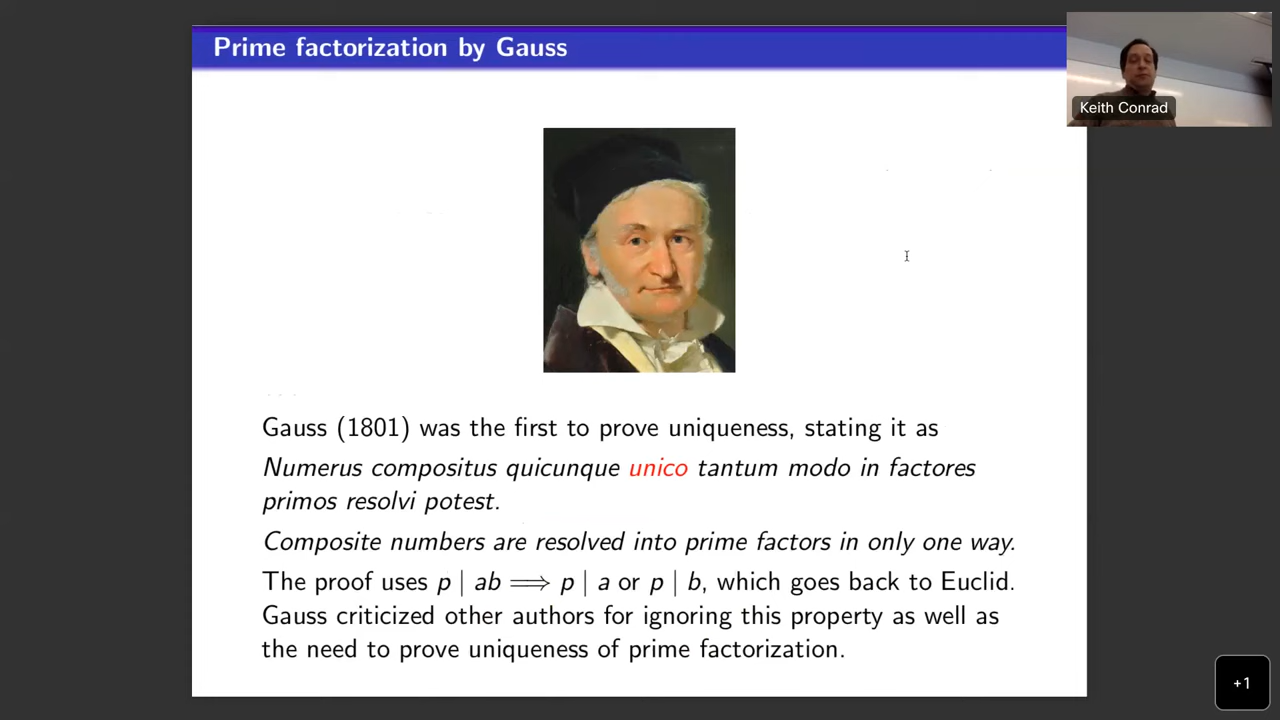 Prime factorization by Gauss
Keith Conrad
Gauss (1801) was the first to prove uniqueness, stating it as
Numerus compositus quicunque unico tantum modo in factores
primos resolvi potest.
Composite numbers are resolved into prime factors in only one way.
The proof uses p | ab ⟹ p | a or p | b, which goes back to Euclid.
Gauss criticized other authors for ignoring this property as well as
the need to prove uniqueness of prime factorization.
+1